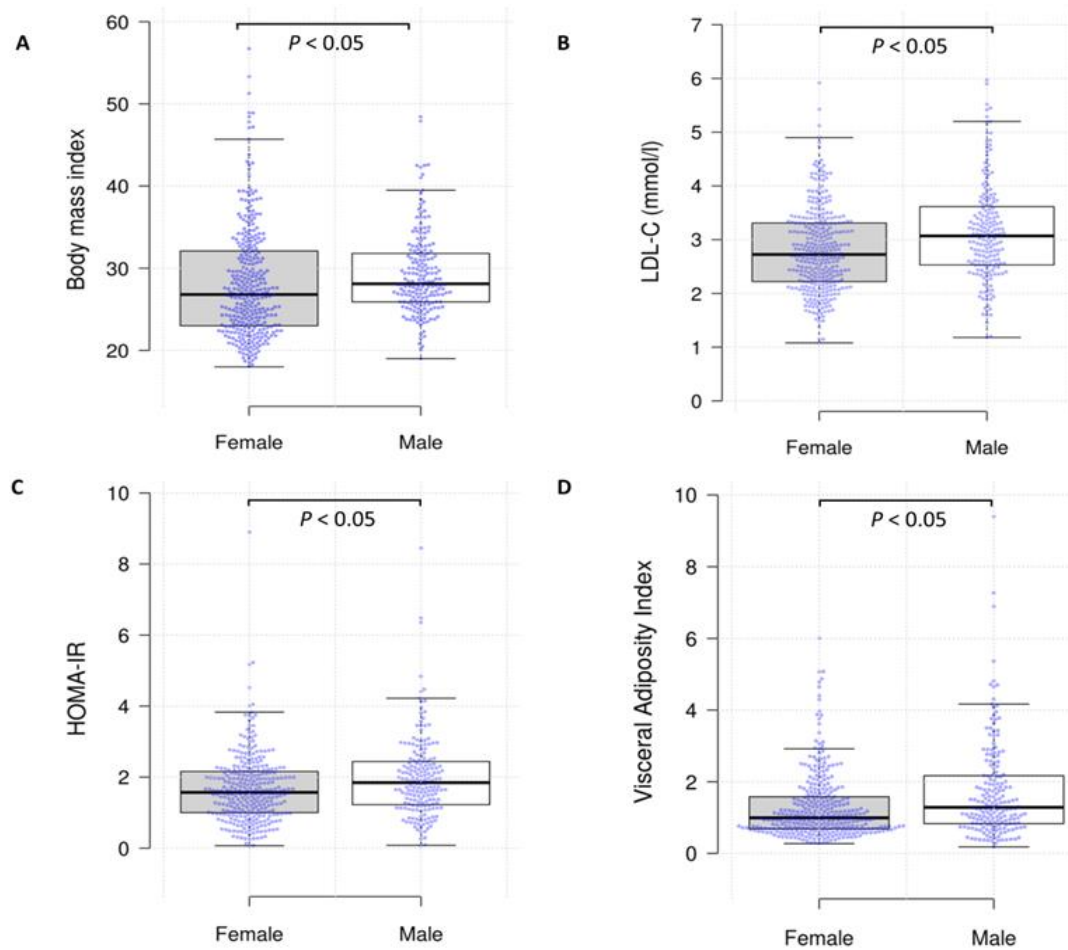 A
Body mass index
60
50
40
30
20
P < 0.05
Female
Male
B
LDL-C (mmol/l)
7
6
5
4
3
2
1
0
P < 0.05
Female
Male
C
HOMA-IR
10
8
6
4
2
0
P < 0.05
Female
Male
D
Visceral Adiposity Index
10
8
6
4
2
0
P < 0.05
Female
Male